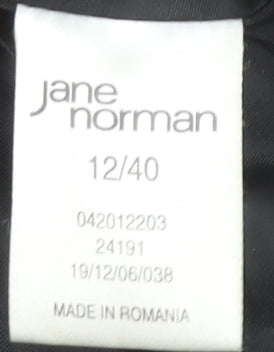 jane
norman
12/40
042012203
24191
19/12/06/038
MADE IN ROMANIA